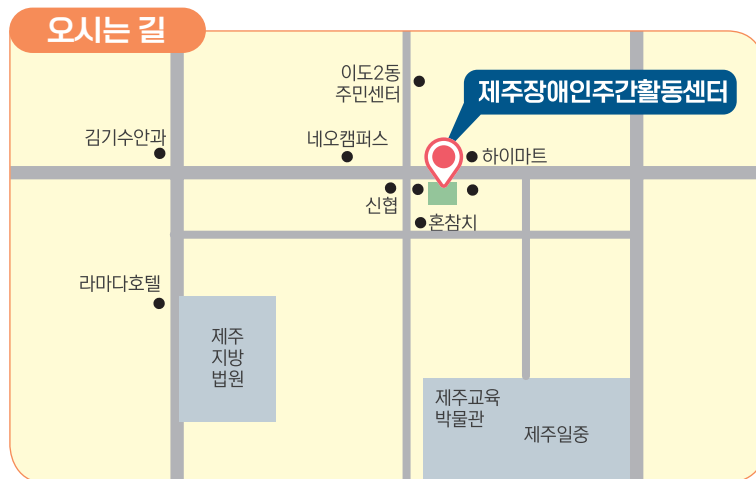 오시는 길
이도2동
주민센터
제주장애인주간활동센터
김기수안과
네오캠퍼스
하이마트
신협
혼참치
라마다호텔
제주
지방
법원
제주교육
박물관
제주일중